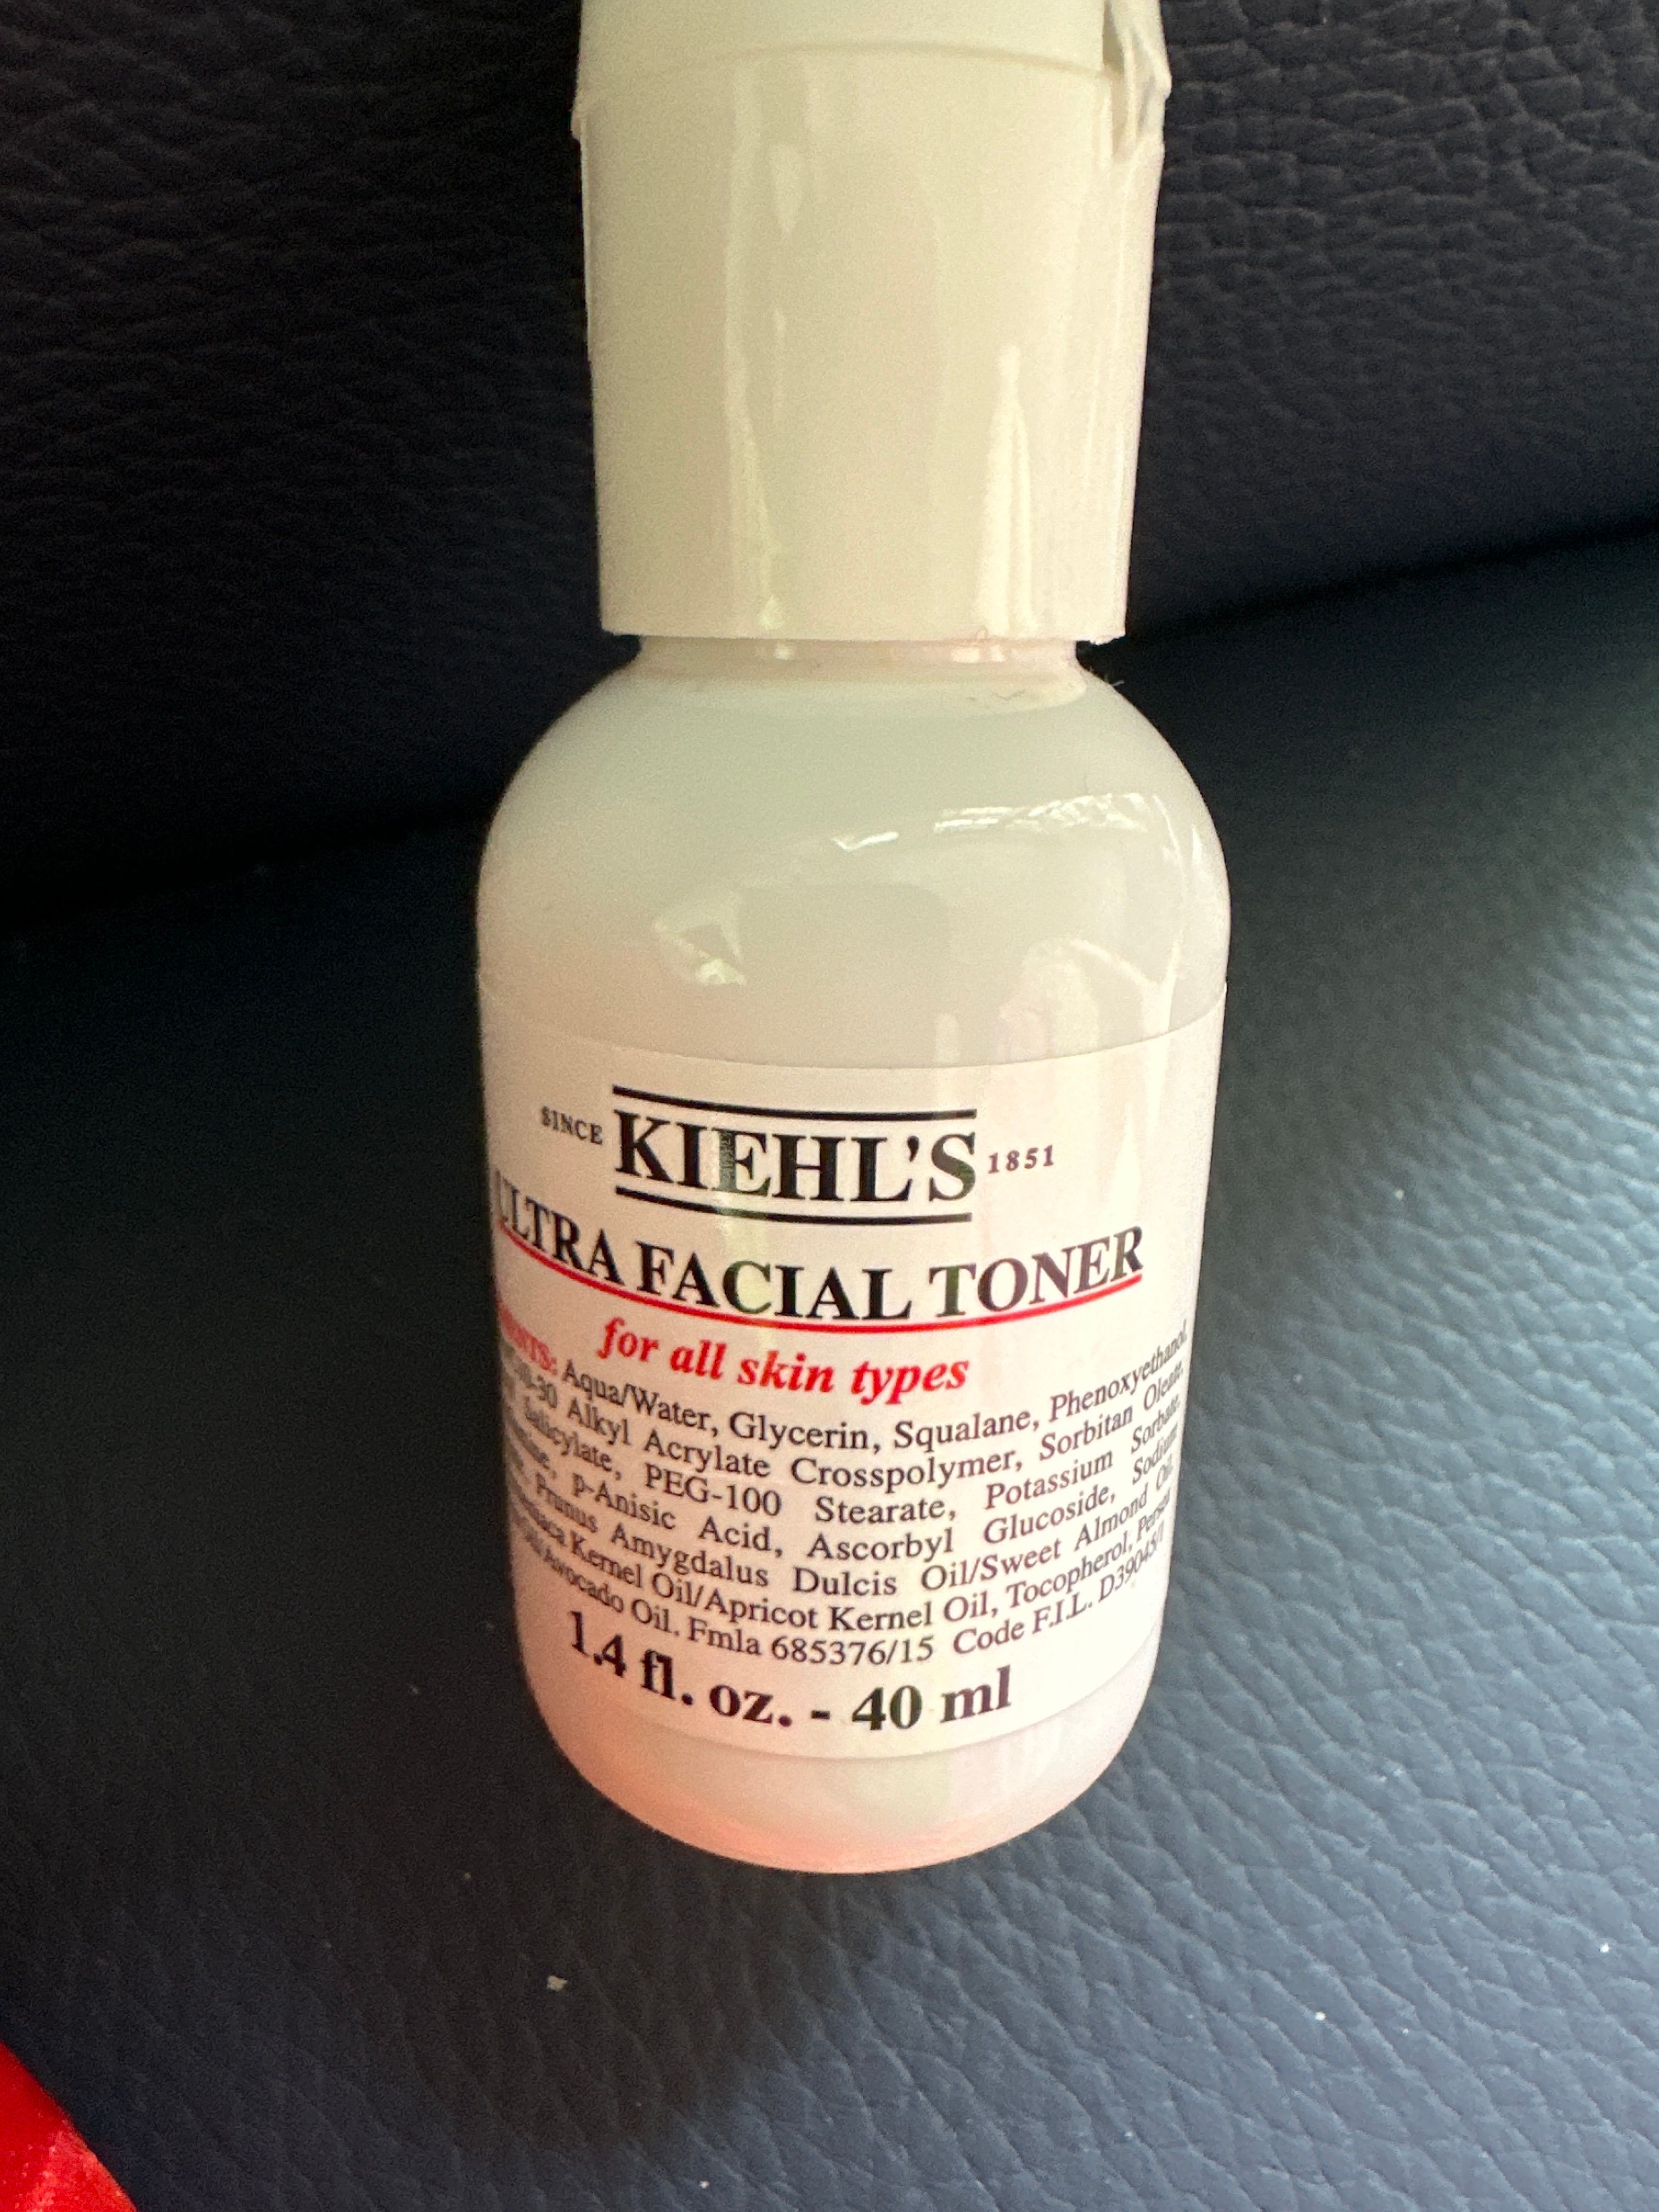 SINCE KIEHL'S 1851
ULTRA FACIAL TONER
for all skin types
Aqua/Water, Glycerin, Squalane, Phenoxyethanol,
Alkyl Acrylate Crosspolymer, Sorbitan Oleate,
Salicylate, PEG-100 Stearate, Potassium Sorbate,
p-Anisic Acid, Ascorbyl Glucoside, Sodium
Prunus Amygdalus Dulcis Oil/Sweet Almond Oil,
Kernel Oil/Apricot Kernel Oil, Tocopherol, Persea
Avocado Oil. Fmla 685376/15 Code F.I.L.
1.4 fl. oz. - 40 ml